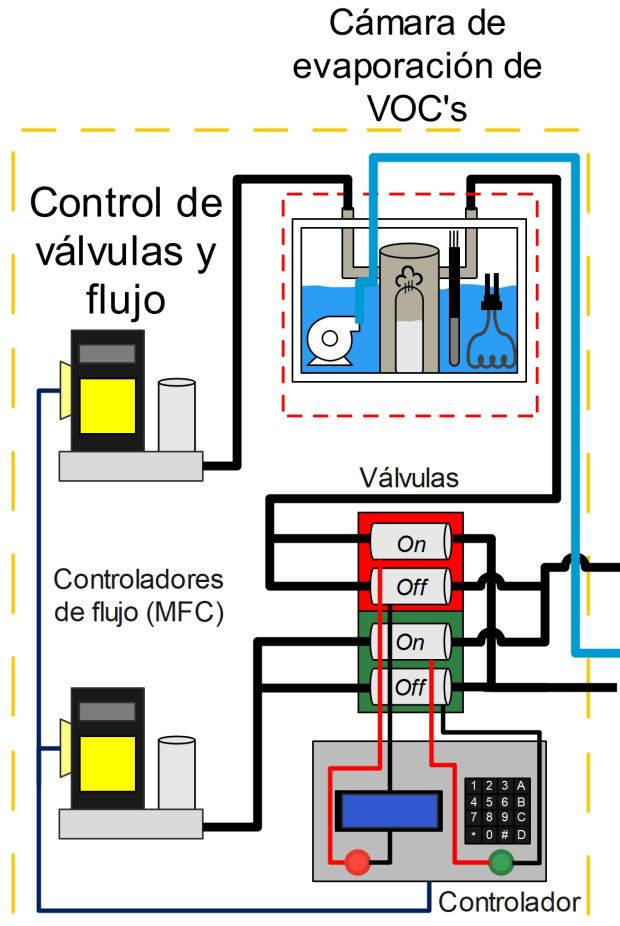 Cámara de
evaporación de
VOC's
Control de
válvulas y
flujo
Válvulas
On
Off
On
Off
Controladores
de flujo (MFC)
1 2 3 A
4 5 6 B
7 8 9 C
* 0 # D
Controlador